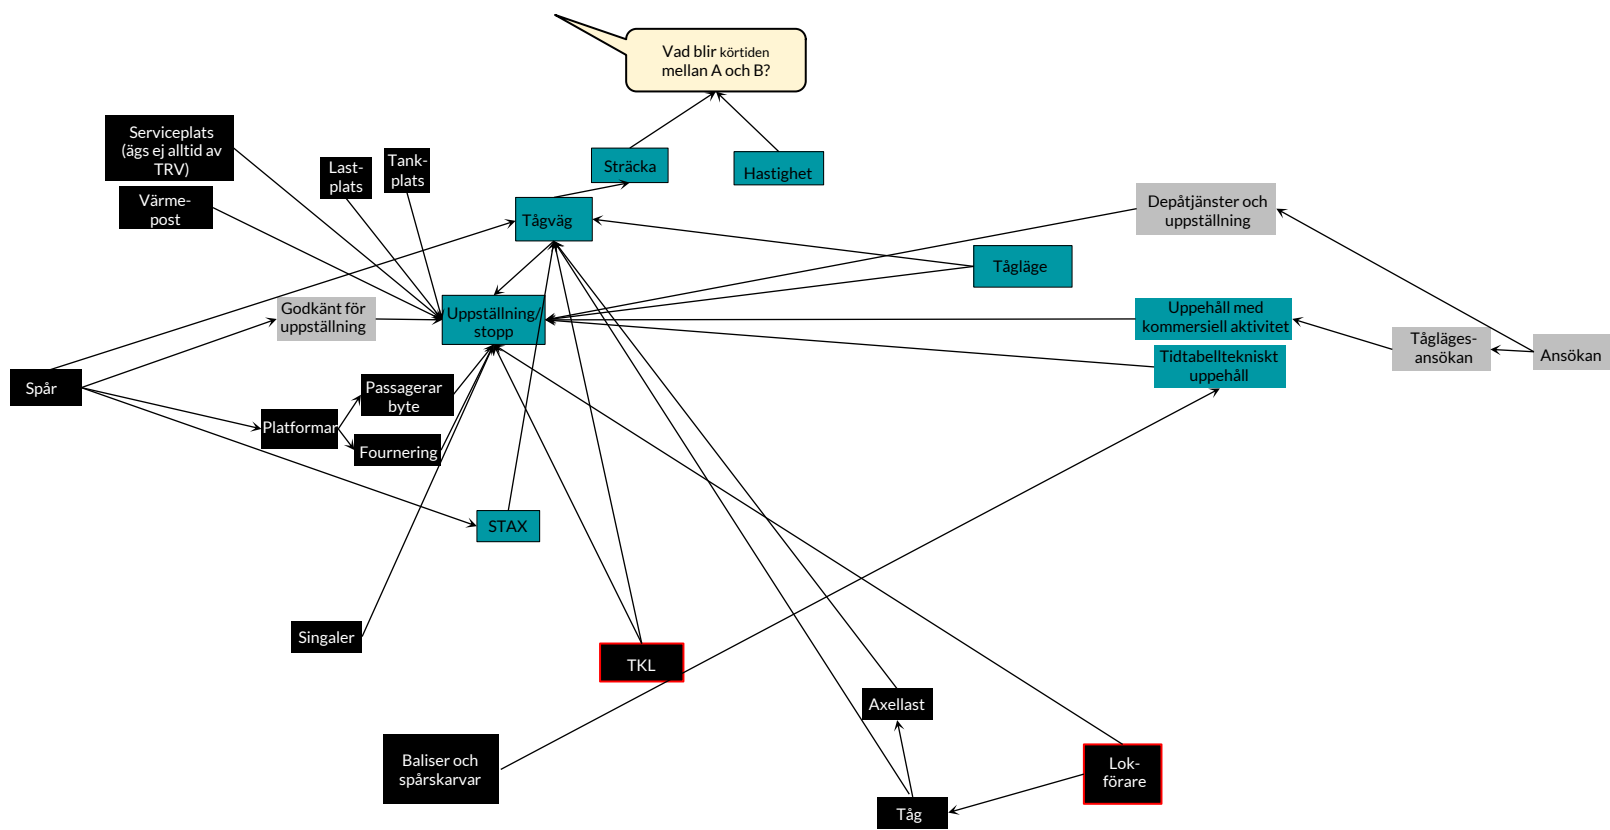 Vad blir körtiden
mellan A och B?
Serviceplats
(ägs ej alltid av
TRV)
Värme-
post
Last-
plats
Tank-
plats
Sträcka
Hastighet
Tågväg
Depåtjänster och
uppställning
Tågläge
Godkänt för
uppställning
Uppställning/
stopp
Uppehåll med
kommersiell aktivitet
Tidtabelltekniskt
uppehåll
Tågläges-
ansökan
Ansökan
Spår
Passagerar
byte
Platformar
Fournering
STAX
Singaler
TKL
Axellast
Baliser och
spårskarvar
Lok-
förare
Tåg